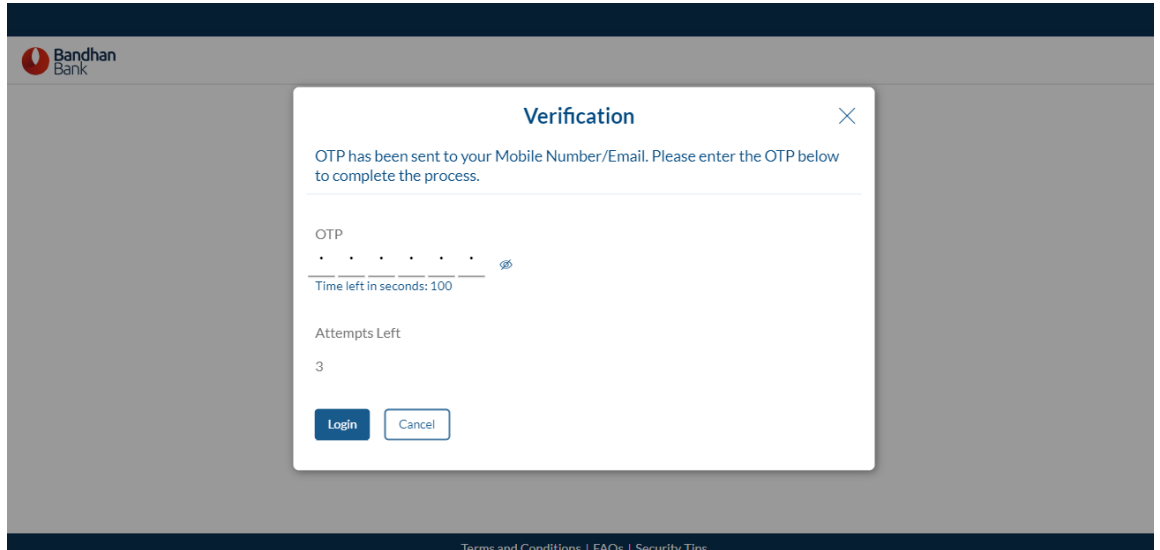 Bandhan
Bank
Verification
OTP has been sent to your Mobile Number/Email. Please enter the OTP below
to complete the process.
OTP
Time left in seconds: 100
Attempts Left
3
Login Cancel
Terms and Conditions | FAQs | Security Tips